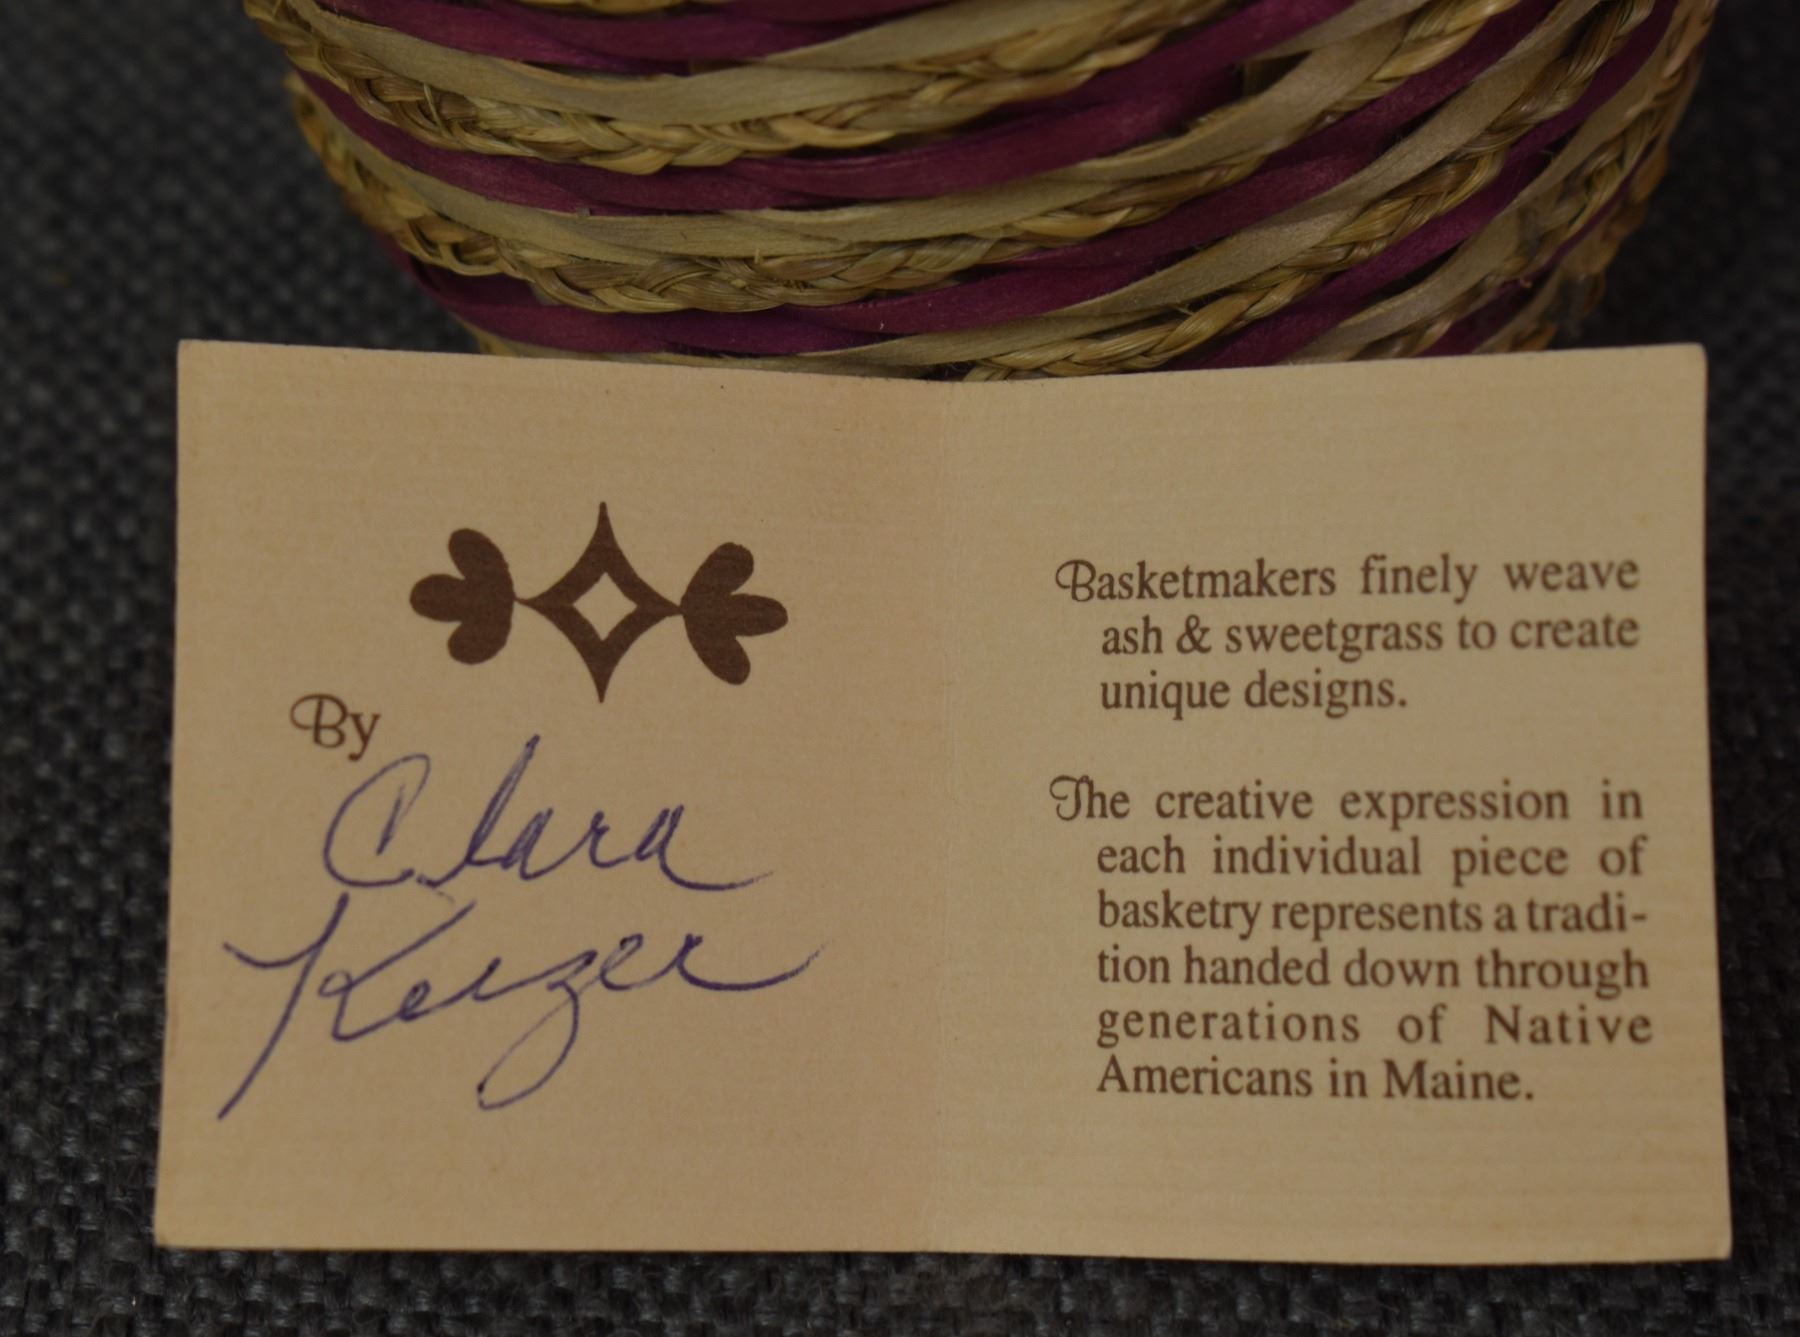 By
Clara
Keezer
Basketmakers finely weave
ash & sweetgrass to create
unique designs.
The creative expression in
each individual piece of
basketry represents a tradi-
tion handed down through
generations of Native
Americans in Maine.